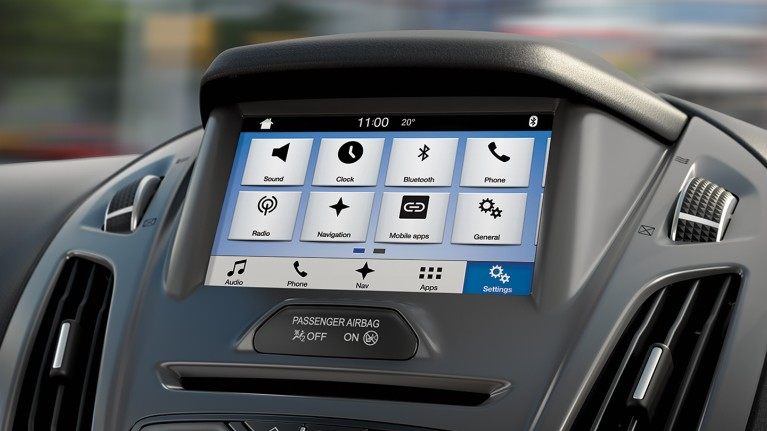 11:00 20°
Sound Clock Bluetooth Phone
Radio Navigation Mobile apps General
Audio Phone Nav Apps Settings
PASSENGER AIRBAG
OFF ON